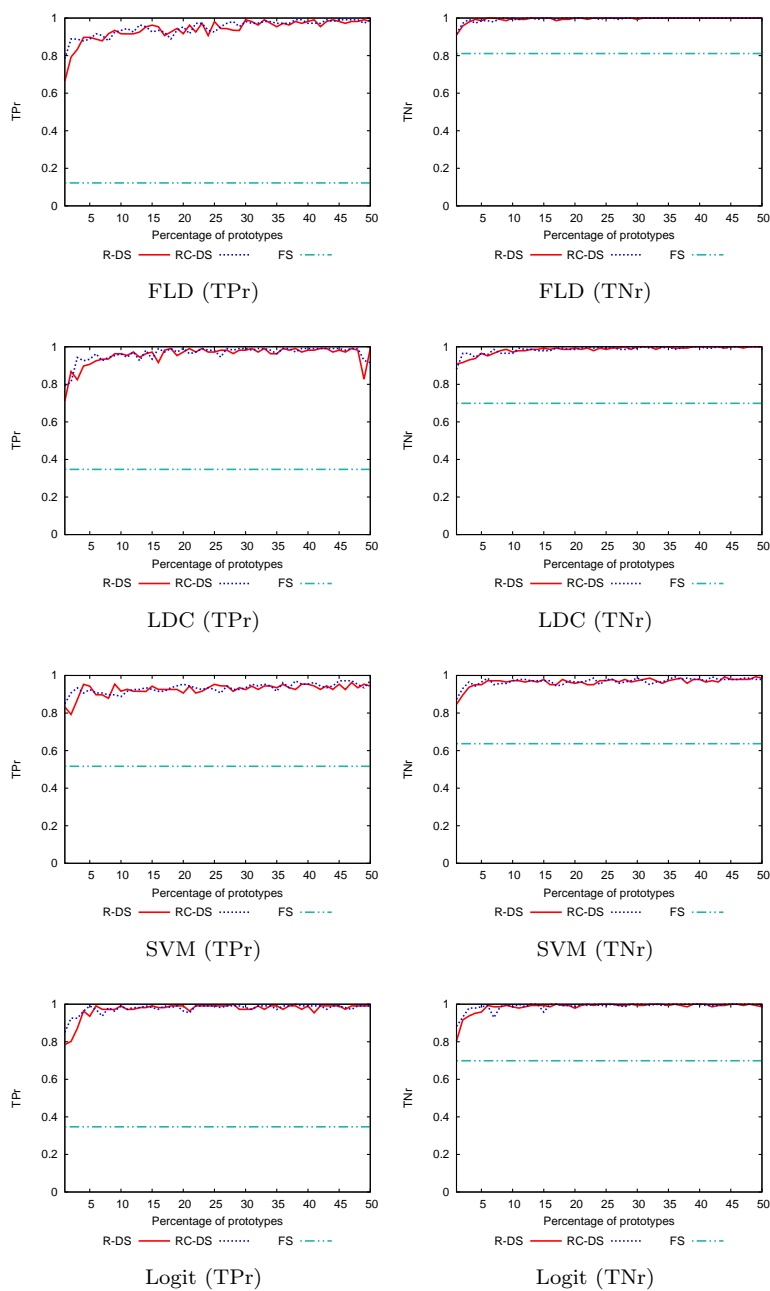 TPr
1
0.8
0.6
0.4
0.2
0
5 10 15 20 25 30 35 40 45 50
Percentage of prototypes
R-DS RC-DS FS
FLD (TPr)
TNr
1
0.8
0.6
0.4
0.2
0
5 10 15 20 25 30 35 40 45 50
Percentage of prototypes
R-DS RC-DS FS
FLD (TNr)
TPr
1
0.8
0.6
0.4
0.2
0
5 10 15 20 25 30 35 40 45 50
Percentage of prototypes
R-DS RC-DS FS
LDC (TPr)
TNr
1
0.8
0.6
0.4
0.2
0
5 10 15 20 25 30 35 40 45 50
Percentage of prototypes
R-DS RC-DS FS
LDC (TNr)
TPr
1
0.8
0.6
0.4
0.2
0
5 10 15 20 25 30 35 40 45 50
Percentage of prototypes
R-DS RC-DS FS
SVM (TPr)
TNr
1
0.8
0.6
0.4
0.2
0
5 10 15 20 25 30 35 40 45 50
Percentage of prototypes
R-DS RC-DS FS
SVM (TNr)
TPr
1
0.8
0.6
0.4
0.2
0
5 10 15 20 25 30 35 40 45 50
Percentage of prototypes
R-DS RC-DS FS
Logit (TPr)
TNr
1
0.8
0.6
0.4
0.2
0
5 10 15 20 25 30 35 40 45 50
Percentage of prototypes
R-DS RC-DS FS
Logit (TNr)